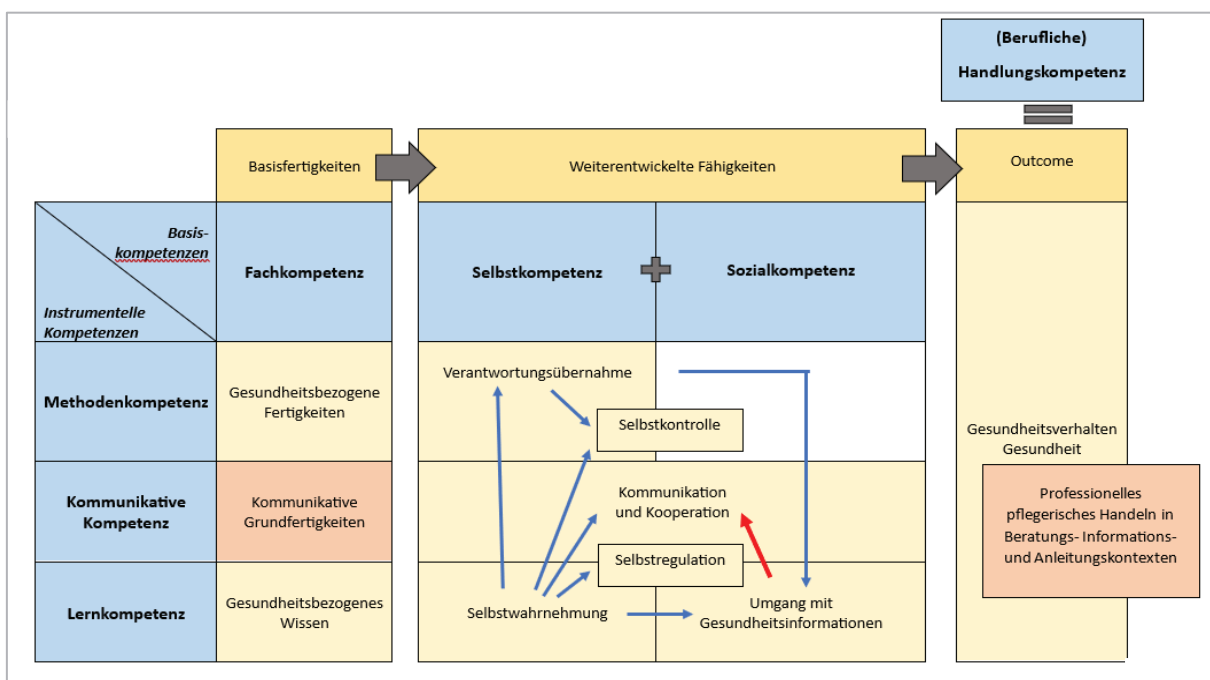 (Berufliche)
Handlungskompetenz
Basisfertigkeiten
Weiterentwickelte Fähigkeiten
Outcome
Basis-
kompetenzen
Instrumentelle
Kompetenzen
Fachkompetenz
Selbstkompetenz
Sozialkompetenz
Methodenkompetenz
Gesundheitsbezogene
Fertigkeiten
Verantwortungsübernahme
Selbstkontrolle
Kommunikative
Kompetenz
Kommunikative
Grundfertigkeiten
Kommunikation
und Kooperation
Selbstregulation
Lernkompetenz
Gesundheitsbezogenes
Wissen
Selbstwahrnehmung
Umgang mit
Gesundheitsinformationen
Gesundheitsverhalten
Gesundheit
Professionelles
pflegerisches Handeln in
Beratungs- Informations-
und Anleitungskontexten